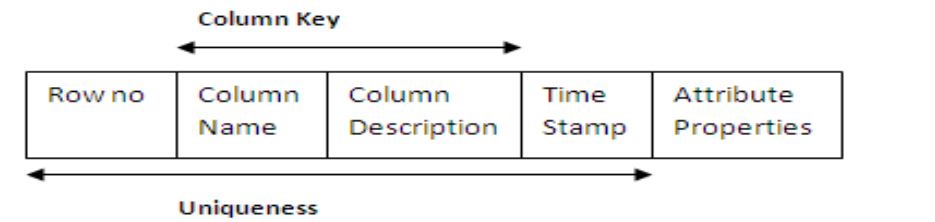 Column Key
Row no
Column Name
Column Description
Time Stamp
Attribute Properties
Uniqueness